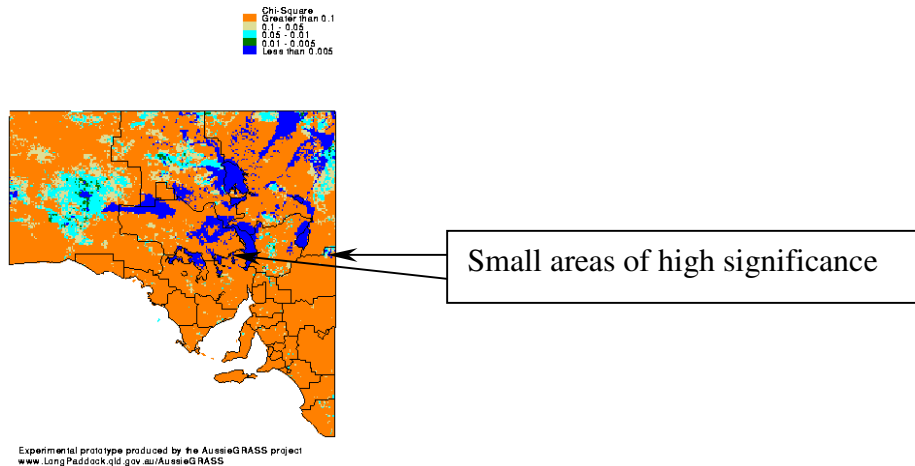 Chi-Square
Greater than 0.1
0.1 - 0.05
0.05 - 0.01
0.01 - 0.005
Less than 0.005
Small areas of high significance
Experimental prototype produced by the AussieGRASS project
www.LongPaddock.qld.gov.au/AussieGRASS